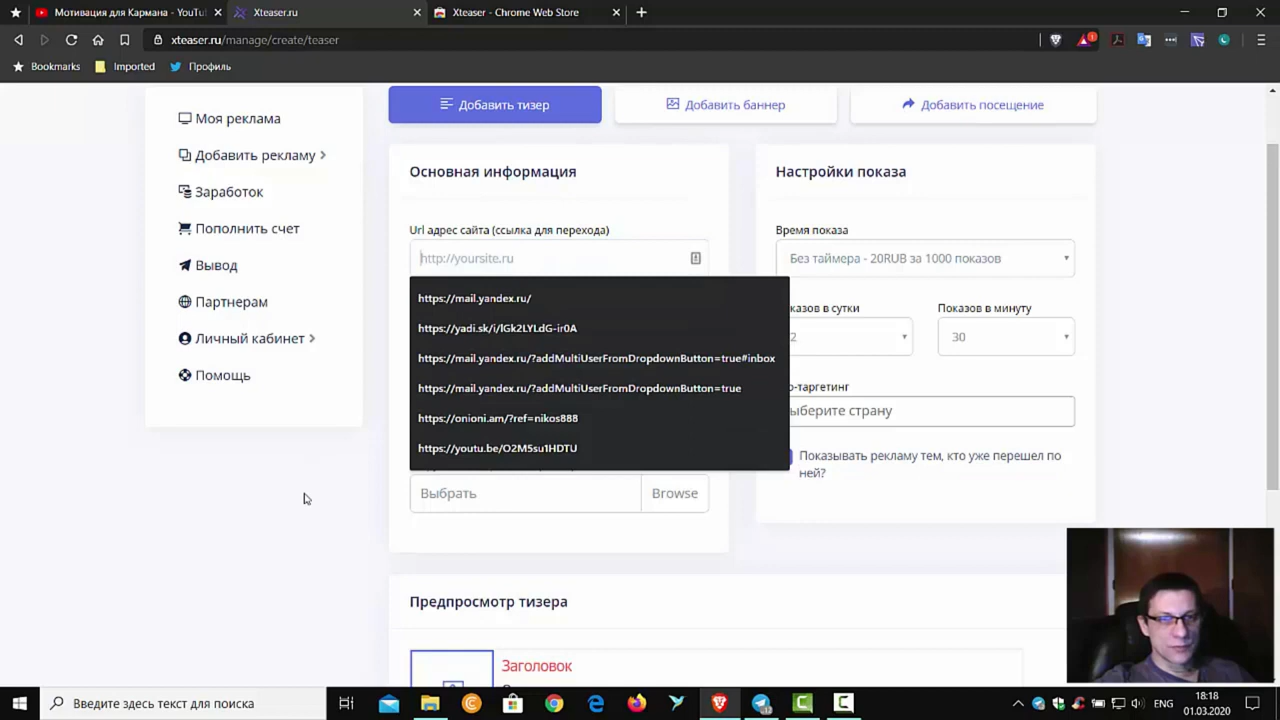 Мотивация для Кармана - YouTu
Xteaser.ru
Xteaser - Chrome Web Store
xteaser.ru/manage/create/teaser
1
Bookmarks
Imported
Профиль
Моя реклама
Добавить рекламу
Заработок
Пополнить счет
Вывод
Партнерам
Личный кабинет
Помощь
Добавить тизер
Добавить баннер
Добавить посещение
Основная информация
Url адрес сайта (ссылка для перехода)
http://yoursite.ru
https://mail.yandex.ru/
https://yadi.sk/i/lGk2LYLdG-ir0A
https://mail.yandex.ru/?addMultiUserFromDropdownButton=true#inbox
https://mail.yandex.ru/?addMultiUserFromDropdownButton=true
https://onioni.am/?ref=nikos888
https://youtu.be/O2M5su1HDTU
Выбрать
Browse
Настройки показа
Время показа
Без таймера - 20RUB за 1000 показов
казов в сутки
Показов в минуту
2
30
о-таргетинг
ыберите страну
Показывать рекламу тем, кто уже перешел по
ней?
Предпросмотр тизера
Заголовок
Введите здесь текст для поиска
ENG
18:18
01.03.2020